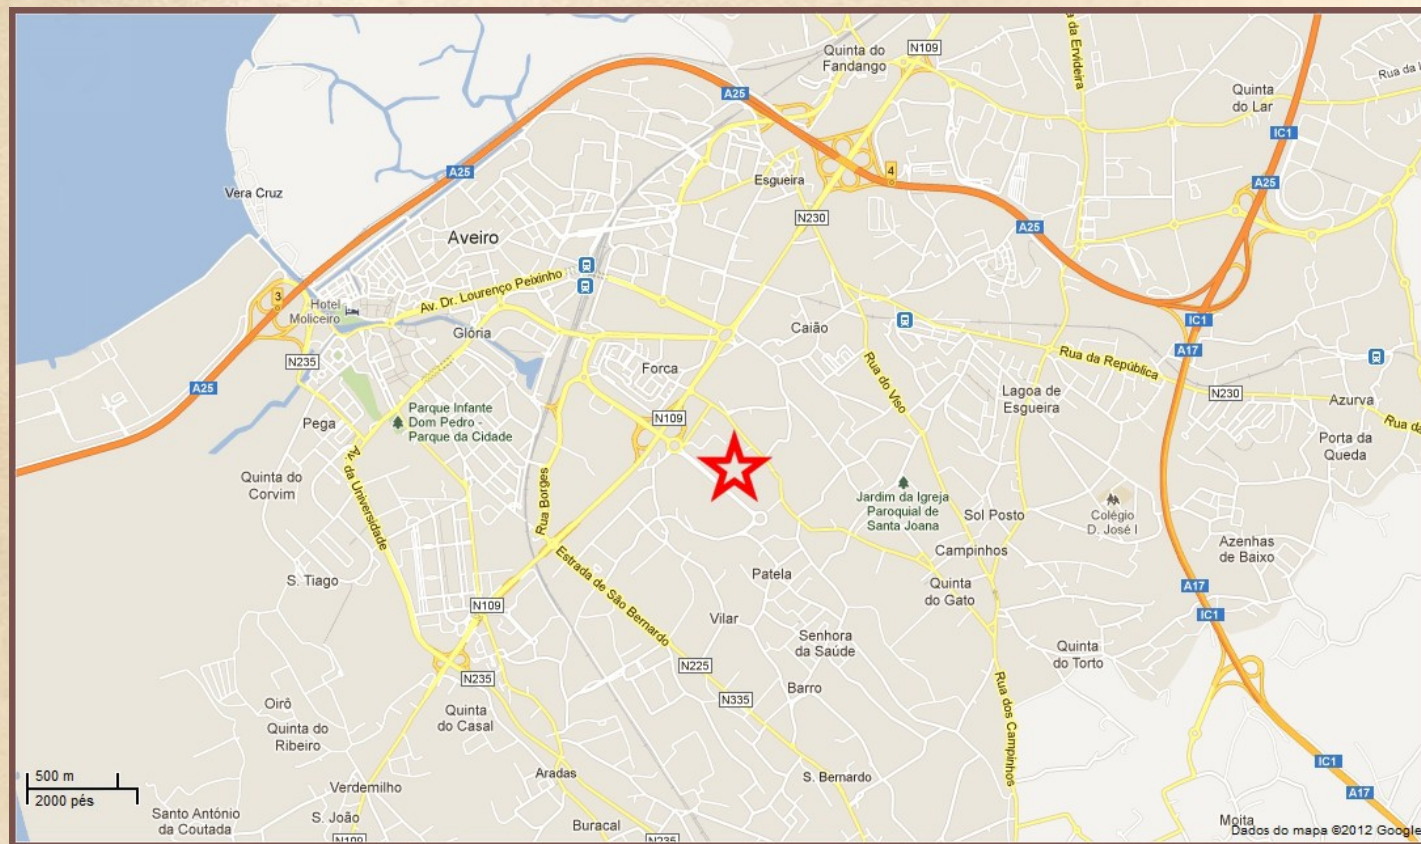 Quinta do
Fandango
N109
Rua da Ervideira
A25
Quinta
do Lar
IC1
A25
4
A25
Vera Cruz
Esgueira
N230
A25
Aveiro
Av. Dr. Lourenço Peixinho
3
Hotel
Moliceiro
Glória
Caião
IC1
A17
N235
A25
Forca
Rua do Viso
Rua da República
Lagoa de
Esgueira
N230
Azurva
Pega
Parque Infante
Dom Pedro -
Parque da Cidade
N109
Porta da
Queda
Quinta do
Corvim
Av. da Universidade
Rua Borges
Jardim da Igreja
Paroquial de
Santa Joana
Sol Posto
Colégio
D. José I
Campinhos
Azenhas
de Baixo
S. Tiago
Estrada de São Bernardo
Patela
Quinta
do Gato
A17
IC1
N109
Vilar
Senhora
da Saúde
Quinta
do Torto
N225
N235
N335
Barro
Rua dos Campinhos
Oirô
Quinta
do Casal
Quinta do
Ribeiro
IC1
A17
500 m
2000 pés
Verdemilho
Aradas
S. Bernardo
Santo António
da Coutada
S. João
Buracal
Moita
N109
N235
Dados do mapa ©2012 Google